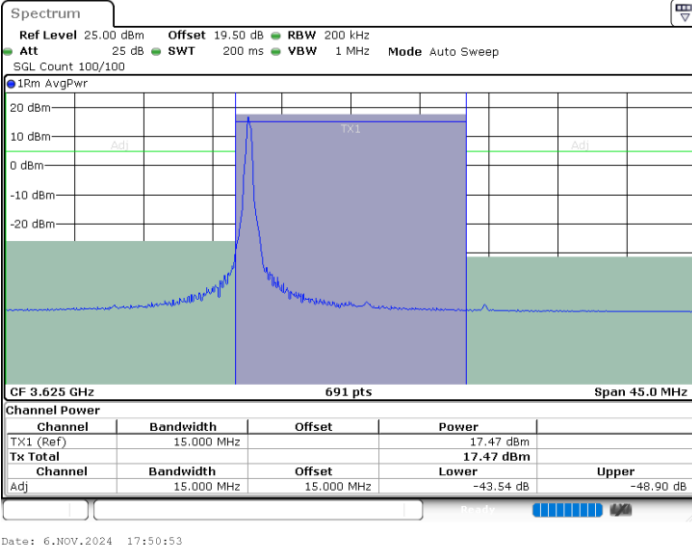 Spectrum
Ref Level 25.00 dBm Offset 19.50 dB RBW 200 kHz
Att 25 dB SWT 200 ms VBW 1 MHz Mode Auto Sweep
SGL Count 100/100
1Rm AvgPwr
20 dBm
TX1
10 dBm
Adj Adj
0 dBm
-10 dBm
-20 dBm
CF 3.625 GHz 691 pts Span 45.0 MHz
Channel Power
Channel Bandwidth Offset Power
TX1 (Ref) 15.000 MHz 17.47 dBm
Tx Total 17.47 dBm
Channel Bandwidth Offset Lower Upper
Adj 15.000 MHz 15.000 MHz -43.54 dB -48.90 dB
Ready
Date: 6.NOV.2024 17:50:53